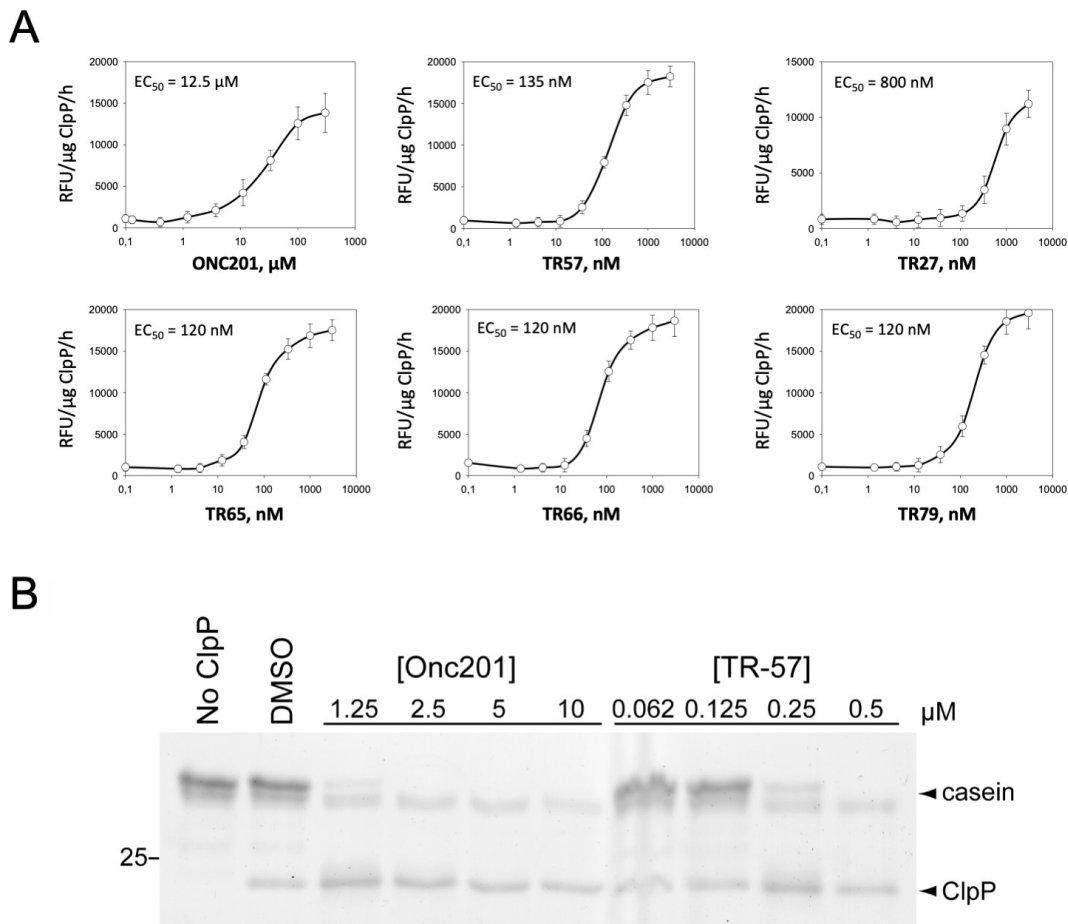 A
20000
15000
10000
5000
0
RFU/µg ClpP/h
EC50 = 12.5 µM
0,1 1 10 100 1000
ONC201, µM
20000
15000
10000
5000
0
RFU/µg ClpP/h
EC50 = 135 nM
0,1 1 10 100 1000 10000
TR57, nM
15000
10000
5000
0
RFU/µg ClpP/h
EC50 = 800 nM
0,1 1 10 100 1000 10000
TR27, nM
20000
15000
10000
5000
0
RFU/µg ClpP/h
EC50 = 120 nM
0,1 1 10 100 1000 10000
TR65, nM
20000
15000
10000
5000
0
RFU/µg ClpP/h
EC50 = 120 nM
0,1 1 10 100 1000 10000
TR66, nM
20000
15000
10000
5000
0
RFU/µg ClpP/h
EC50 = 120 nM
0,1 1 10 100 1000 10000
TR79, nM
B
No ClpP
DMSO
[Onc201]
[TR-57]
1.25 2.5 5 10 0.062 0.125 0.25 0.5 µM
casein
25
ClpP